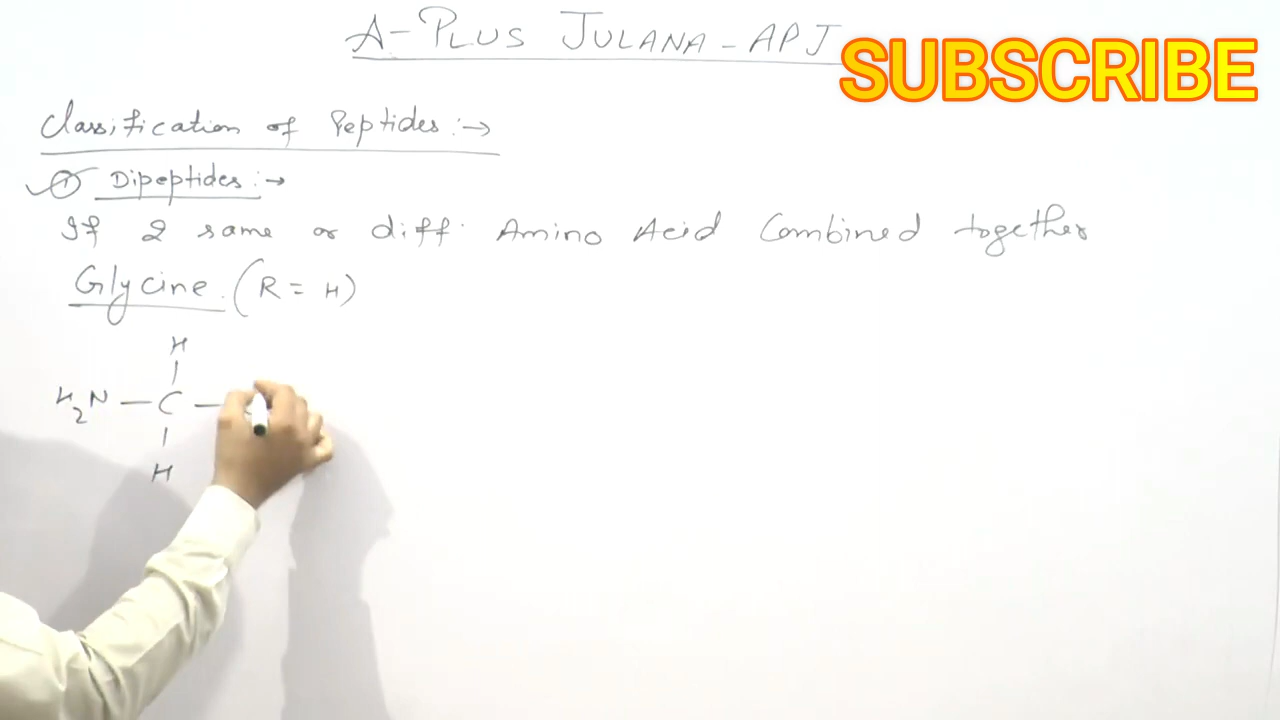 A-PLUS JULANA-APJ
SUBSCRIBE
Classification of Peptides:→
① Dipeptides:→
If 2 same or diff. Amino Acid Combined together
Glycine. (R = H)
H
H2N — C —
H